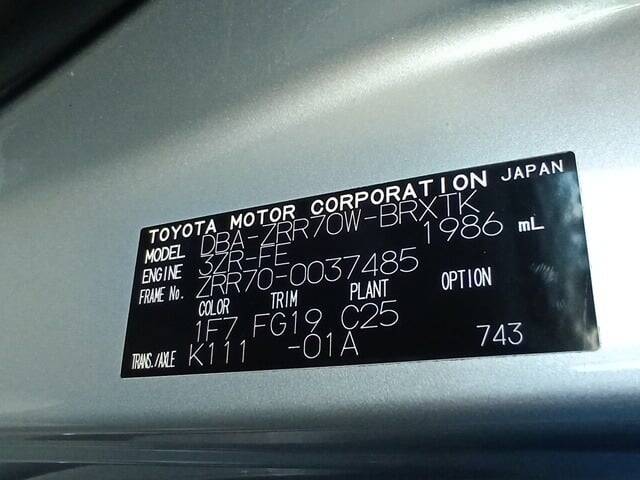 TOYOTA MOTOR CORPORATION JAPAN
MODEL DBA-ZRR70W-BRXTK
ENGINE 3ZR-FE 1986 mL
FRAME No. ZRR70-0037485
COLOR TRIM PLANT OPTION
1F7 FG19 C25
TRANS./AXLE K111 -01A 743